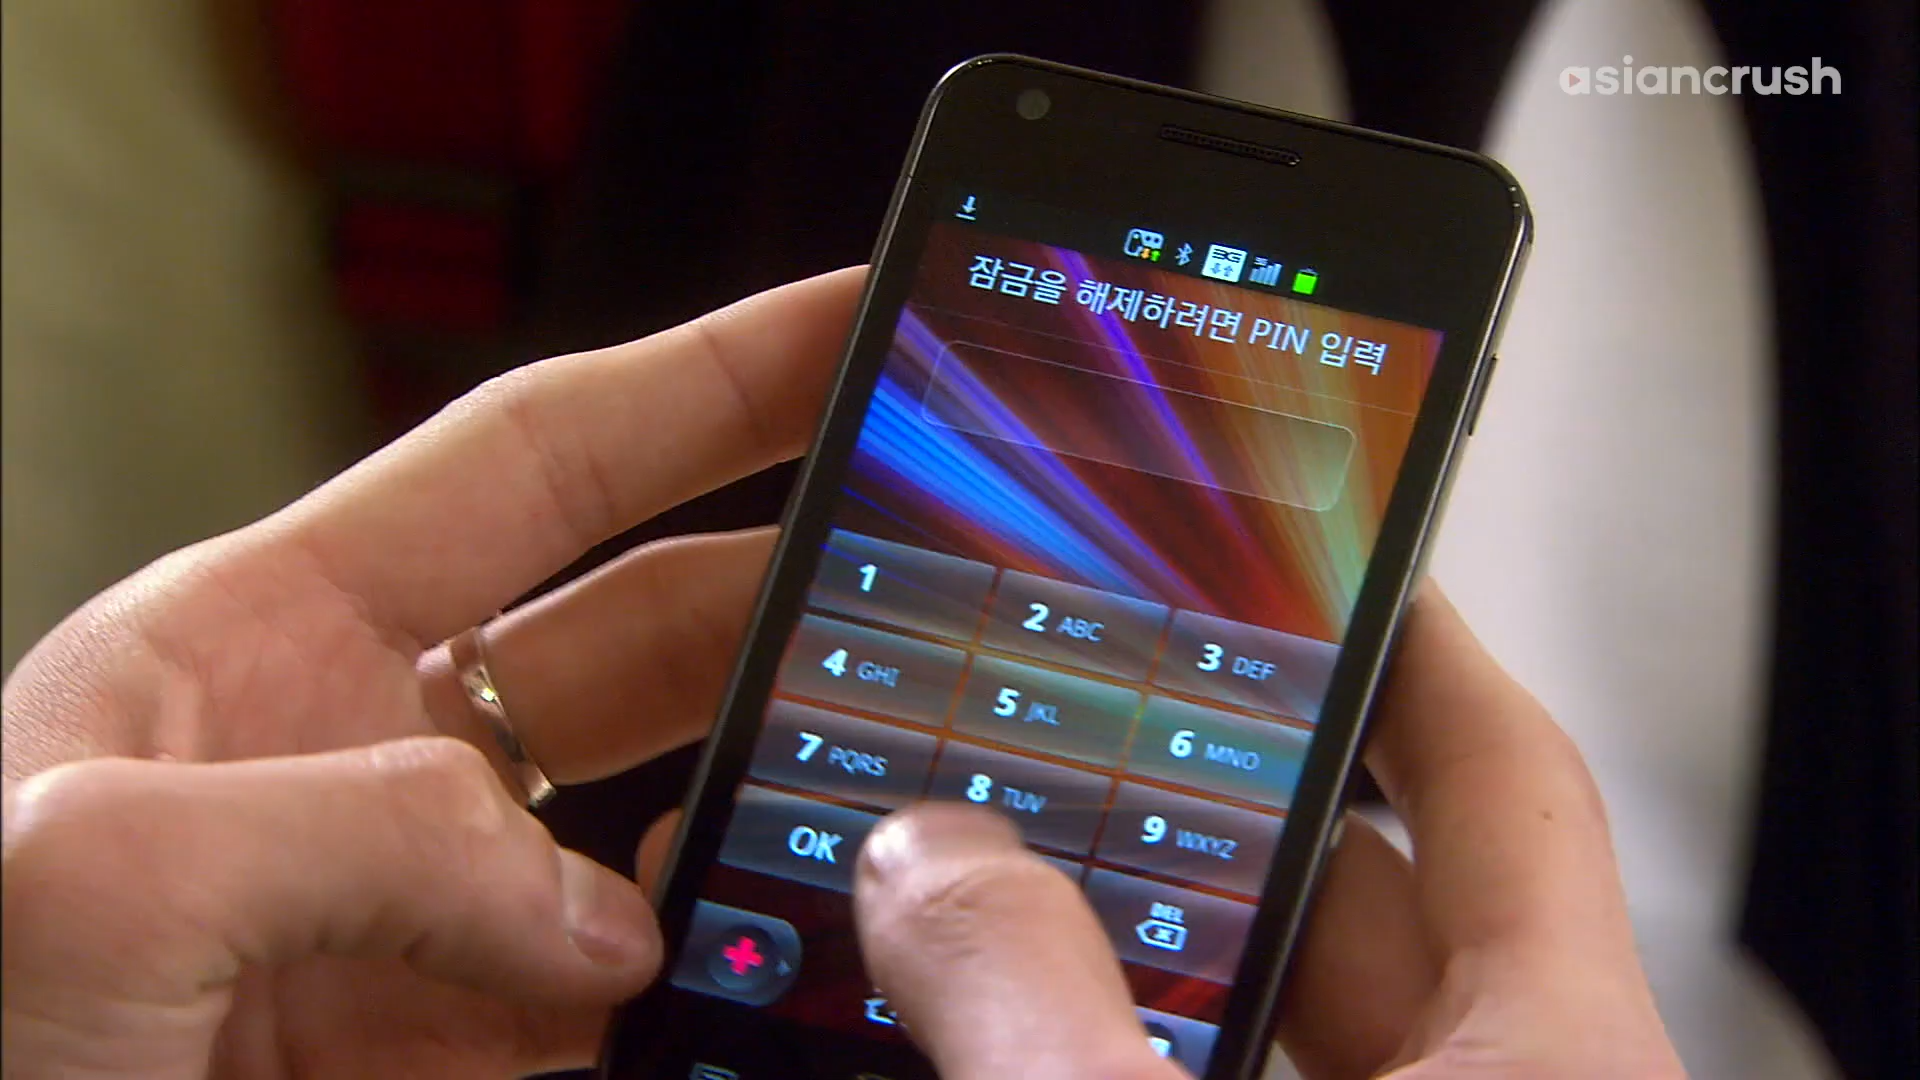 asiancrush
3G
잠금을 해제하려면 PIN 입력
1
2 ABC
3 DEF
4 GHI
5 JKL
6 MNO
7 PQRS
8 TUV
9 WXYZ
OK
DEL